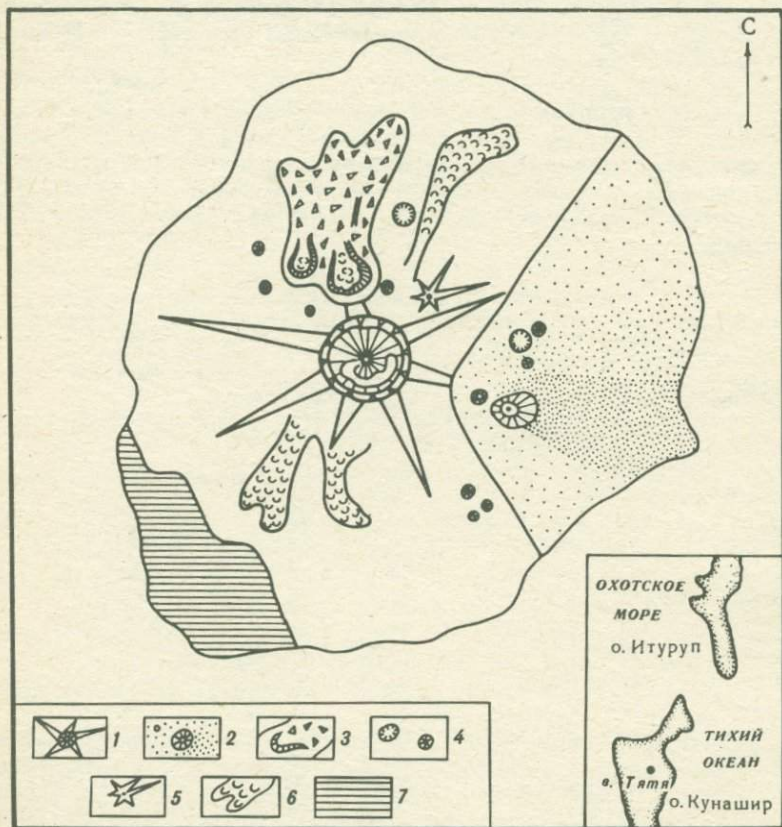 С
ОХОТСКОЕ
МОРЕ
о. Итуруп
ТИХИЙ
ОКЕАН
в. Тятя
о. Кунашир
1
2
3
4
5
6
7